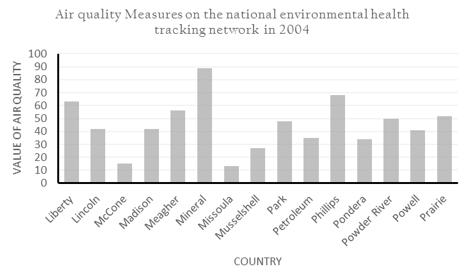 Air quality Measures on the national environmental health
tracking network in 2004
VALUE OF AIR QUALITY
100
90
80
70
60
50
40
30
20
10
0
Liberty
Lincoln
McCone
Madison
Meagher
Mineral
Missoula
Musselshell
Park
Petroleum
Phillips
Pondera
Powder River
Powell
Prairie
COUNTRY